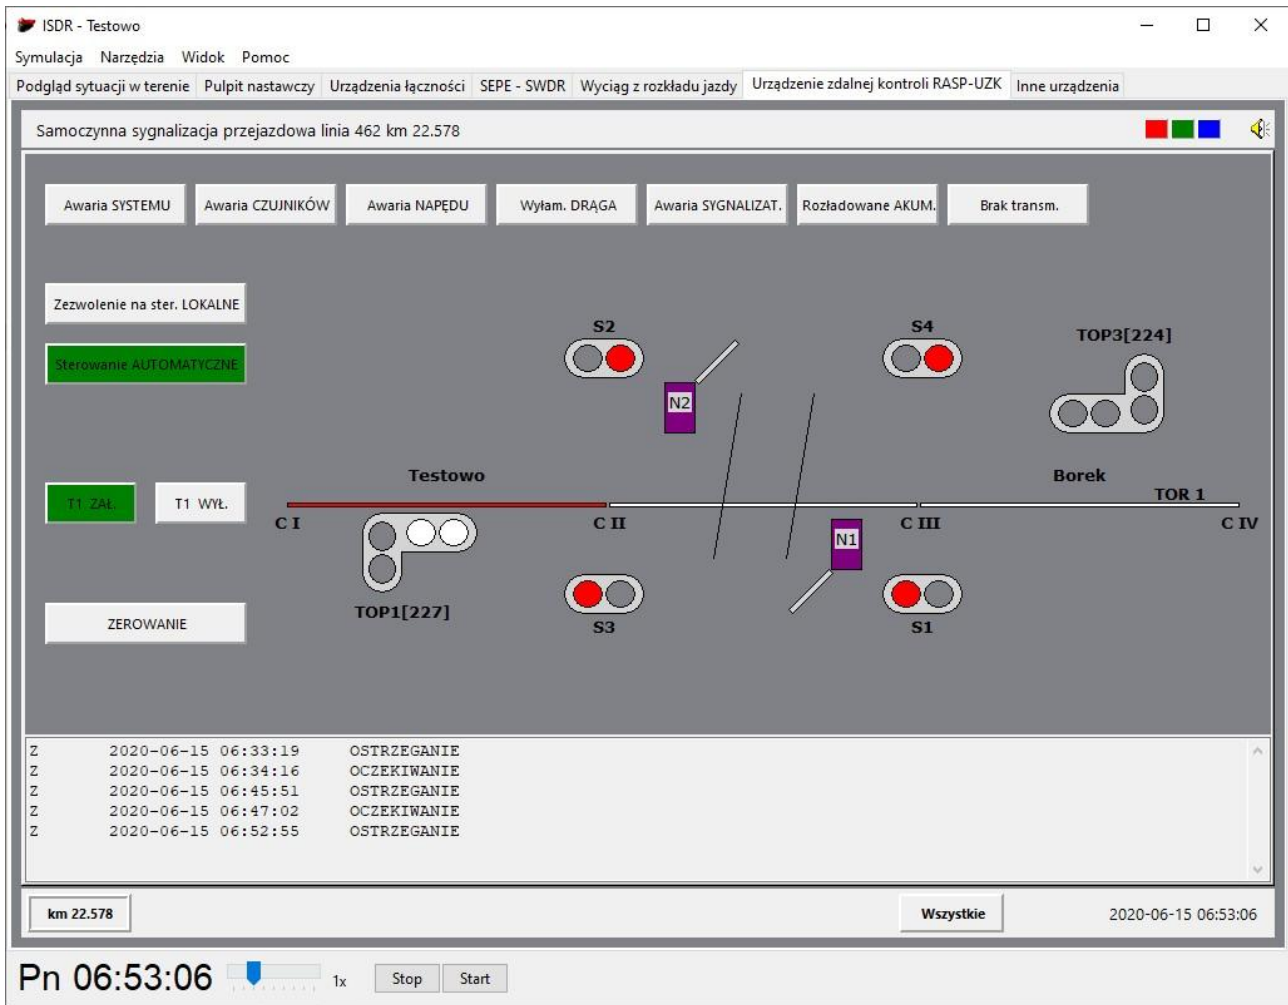 ISDR - Testowo
Symulacja Narzędzia Widok Pomoc
Podgląd sytuacji w terenie Pulpit nastawczy Urządzenia łączności SEPE - SWDR Wyciąg z rozkładu jazdy Urządzenie zdalnej kontroli RASP-UZK Inne urządzenia
Samoczynna sygnalizacja przejazdowa linia 462 km 22.578
Awaria SYSTEMU Awaria CZUJNIKÓW Awaria NAPĘDU Wyłam. DRĄGA Awaria SYGNALIZAT. Rozładowane AKUM. Brak transm.
Zezwolenie na ster. LOKALNE
S2 S4
TOP3[224]
Sterowanie AUTOMATYCZNE
N2
Testowo Borek
T1 ZAŁ. T1 WYŁ. TOR 1
C I C II C III C IV
N1
TOP1[227]
ZEROWANIE
S3 S1
Z 2020-06-15 06:33:19 OSTRZEGANIE
Z 2020-06-15 06:34:16 OCZEKIWANIE
Z 2020-06-15 06:45:51 OSTRZEGANIE
Z 2020-06-15 06:47:02 OCZEKIWANIE
Z 2020-06-15 06:52:55 OSTRZEGANIE
km 22.578 Wszystkie 2020-06-15 06:53:06
Pn 06:53:06 1x Stop Start